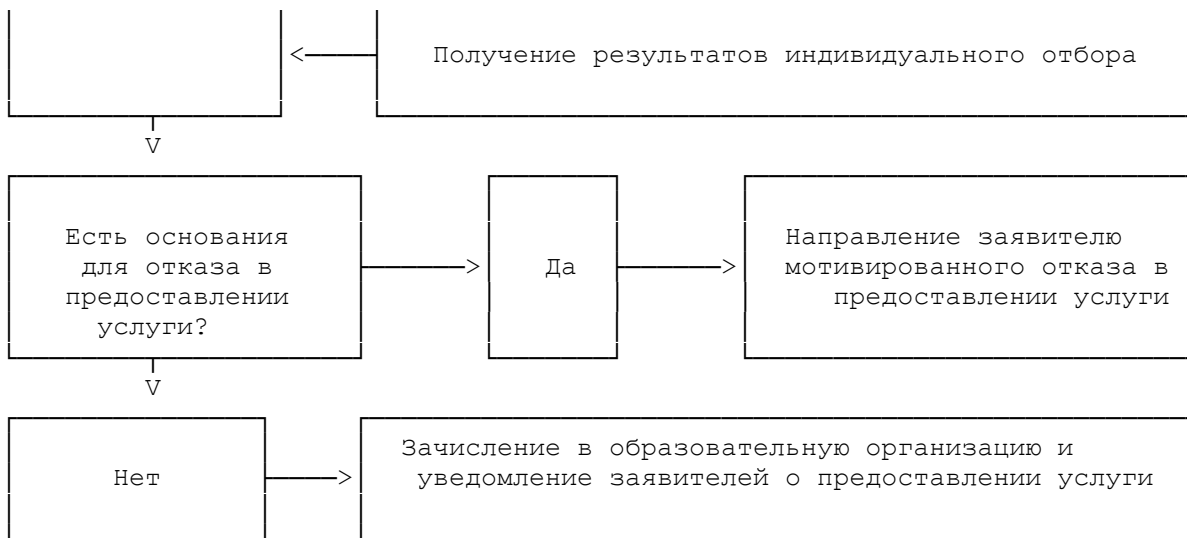 Получение результатов индивидуального отбора
Есть основания
для отказа в
предоставлении
услуги?
Да
Направление заявителю
мотивированного отказа в
предоставлении услуги
Нет
Зачисление в образовательную организацию и
уведомление заявителей о предоставлении услуги